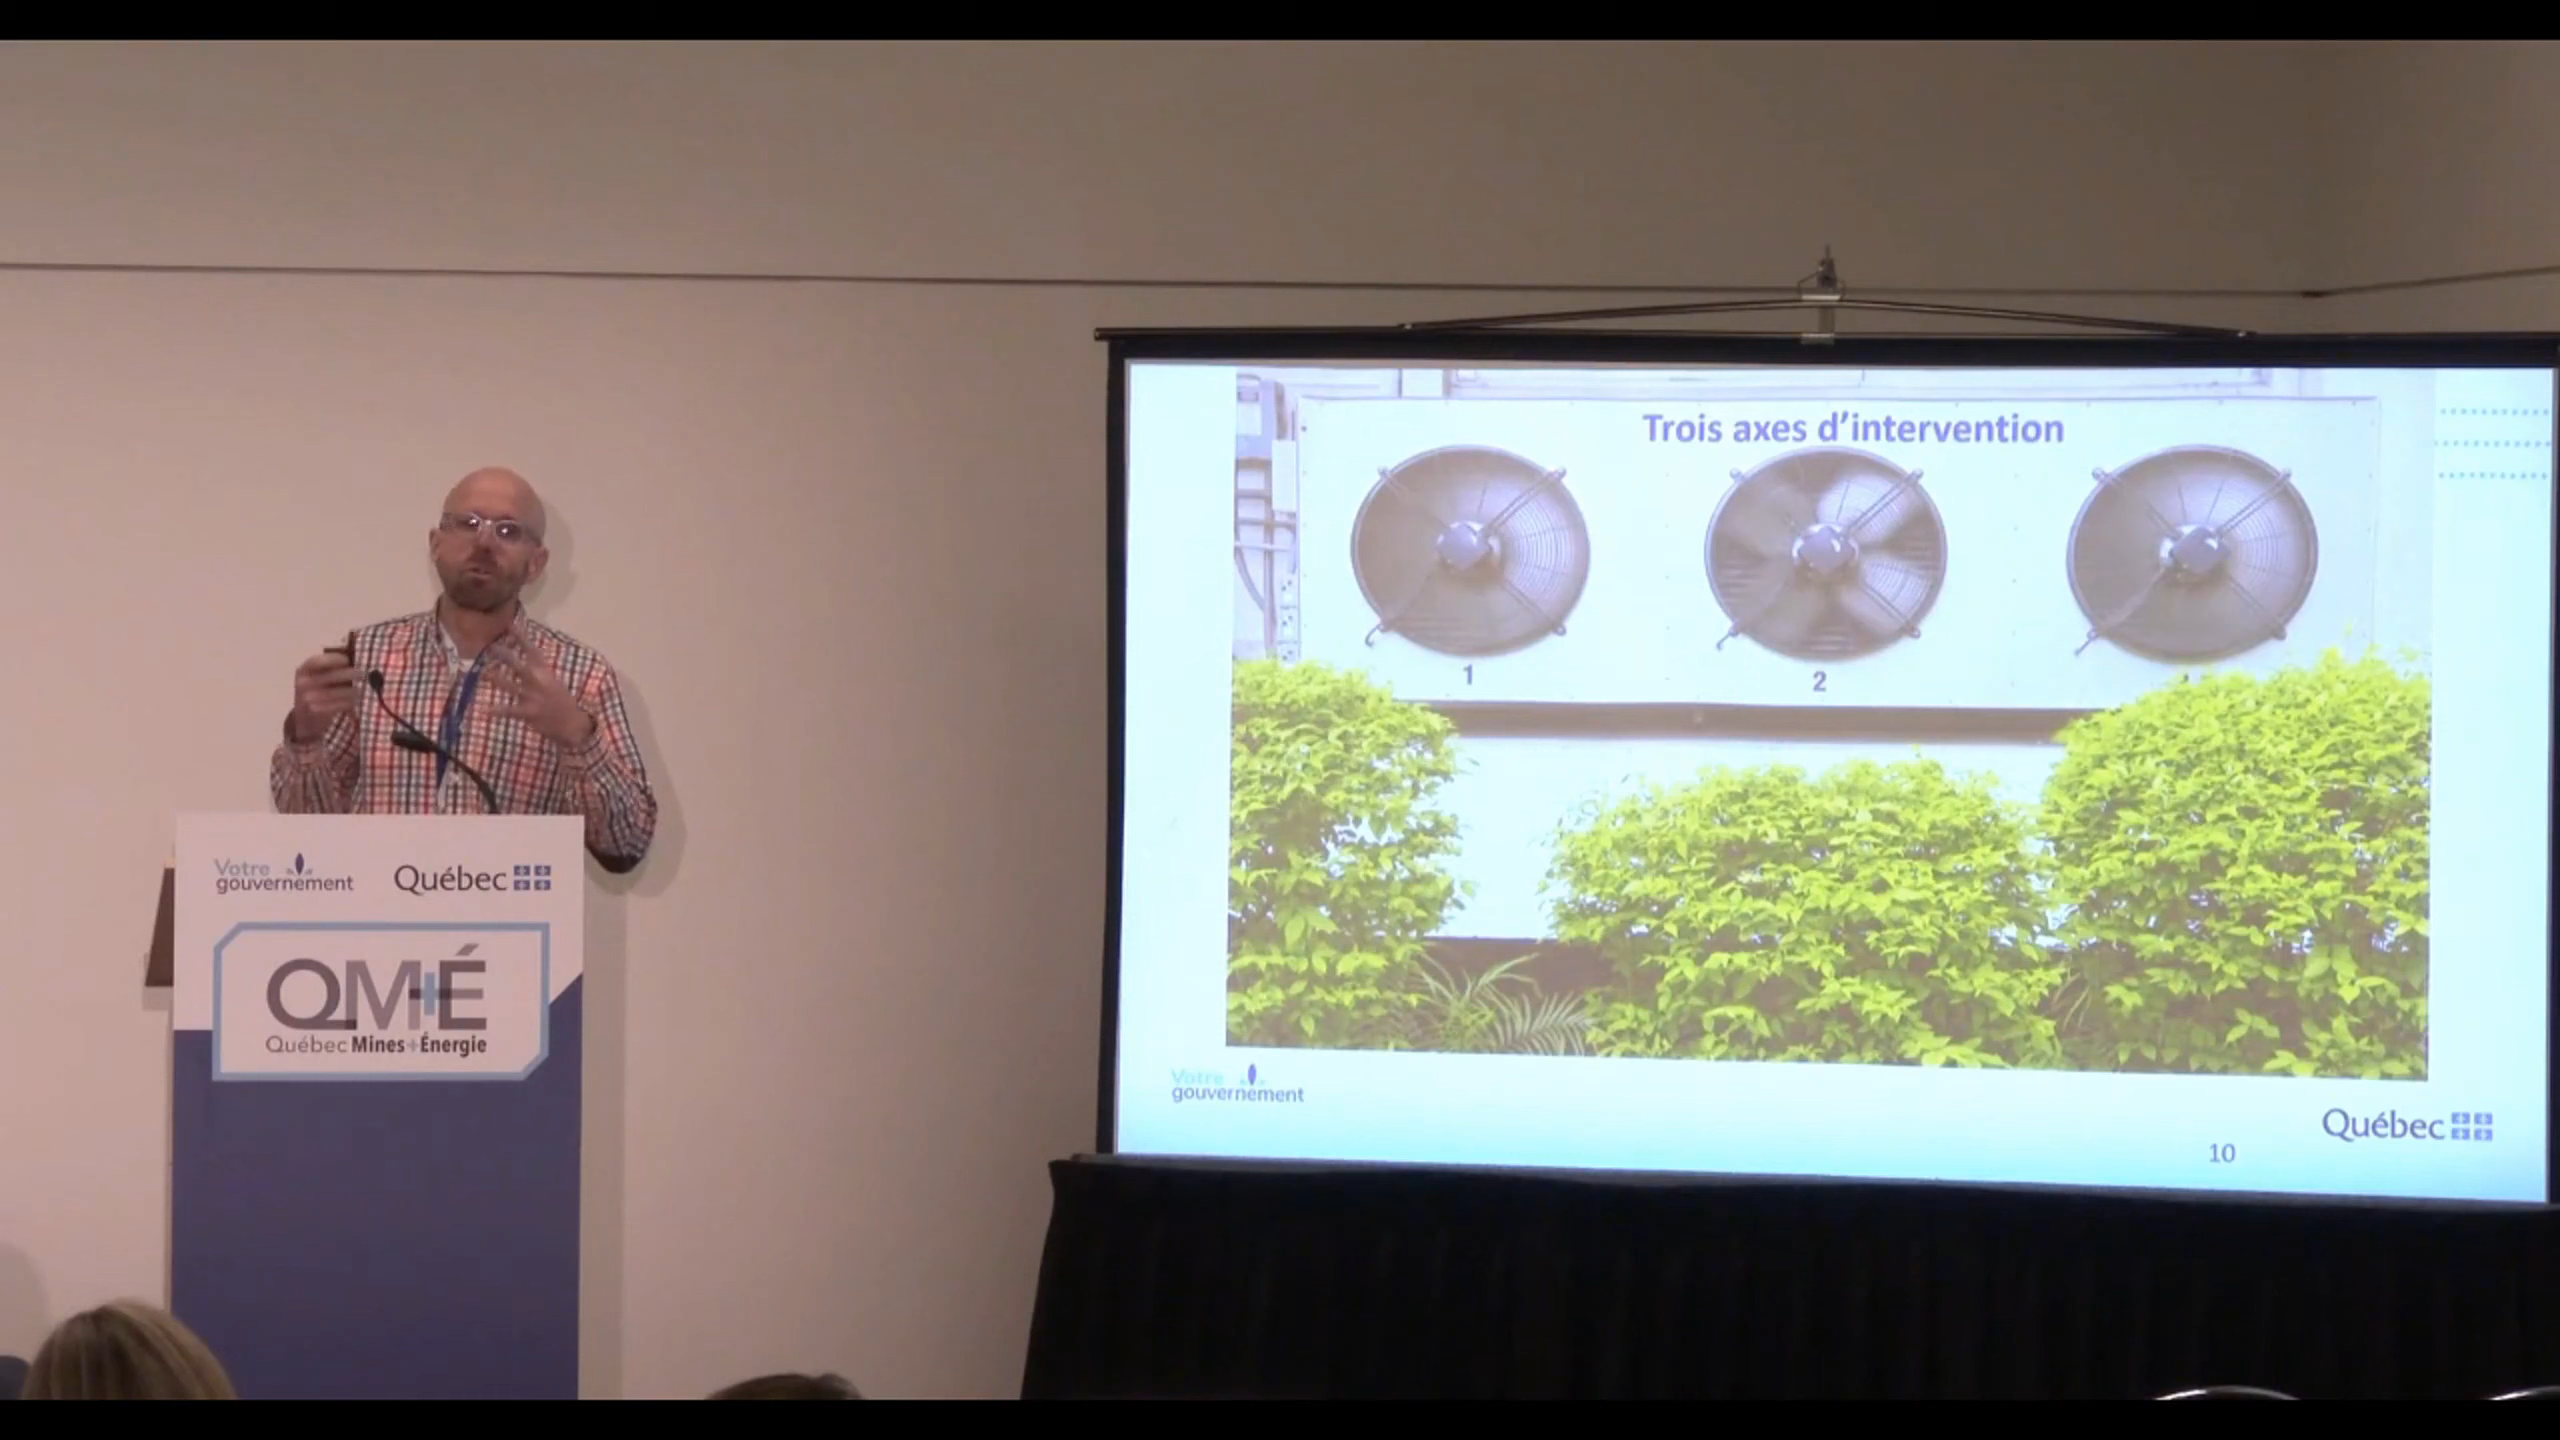 Trois axes d'intervention
1
2
Votre
gouvernement
Québec
10
Votre
gouvernement
Québec
QM+É
Québec Mines+Énergie